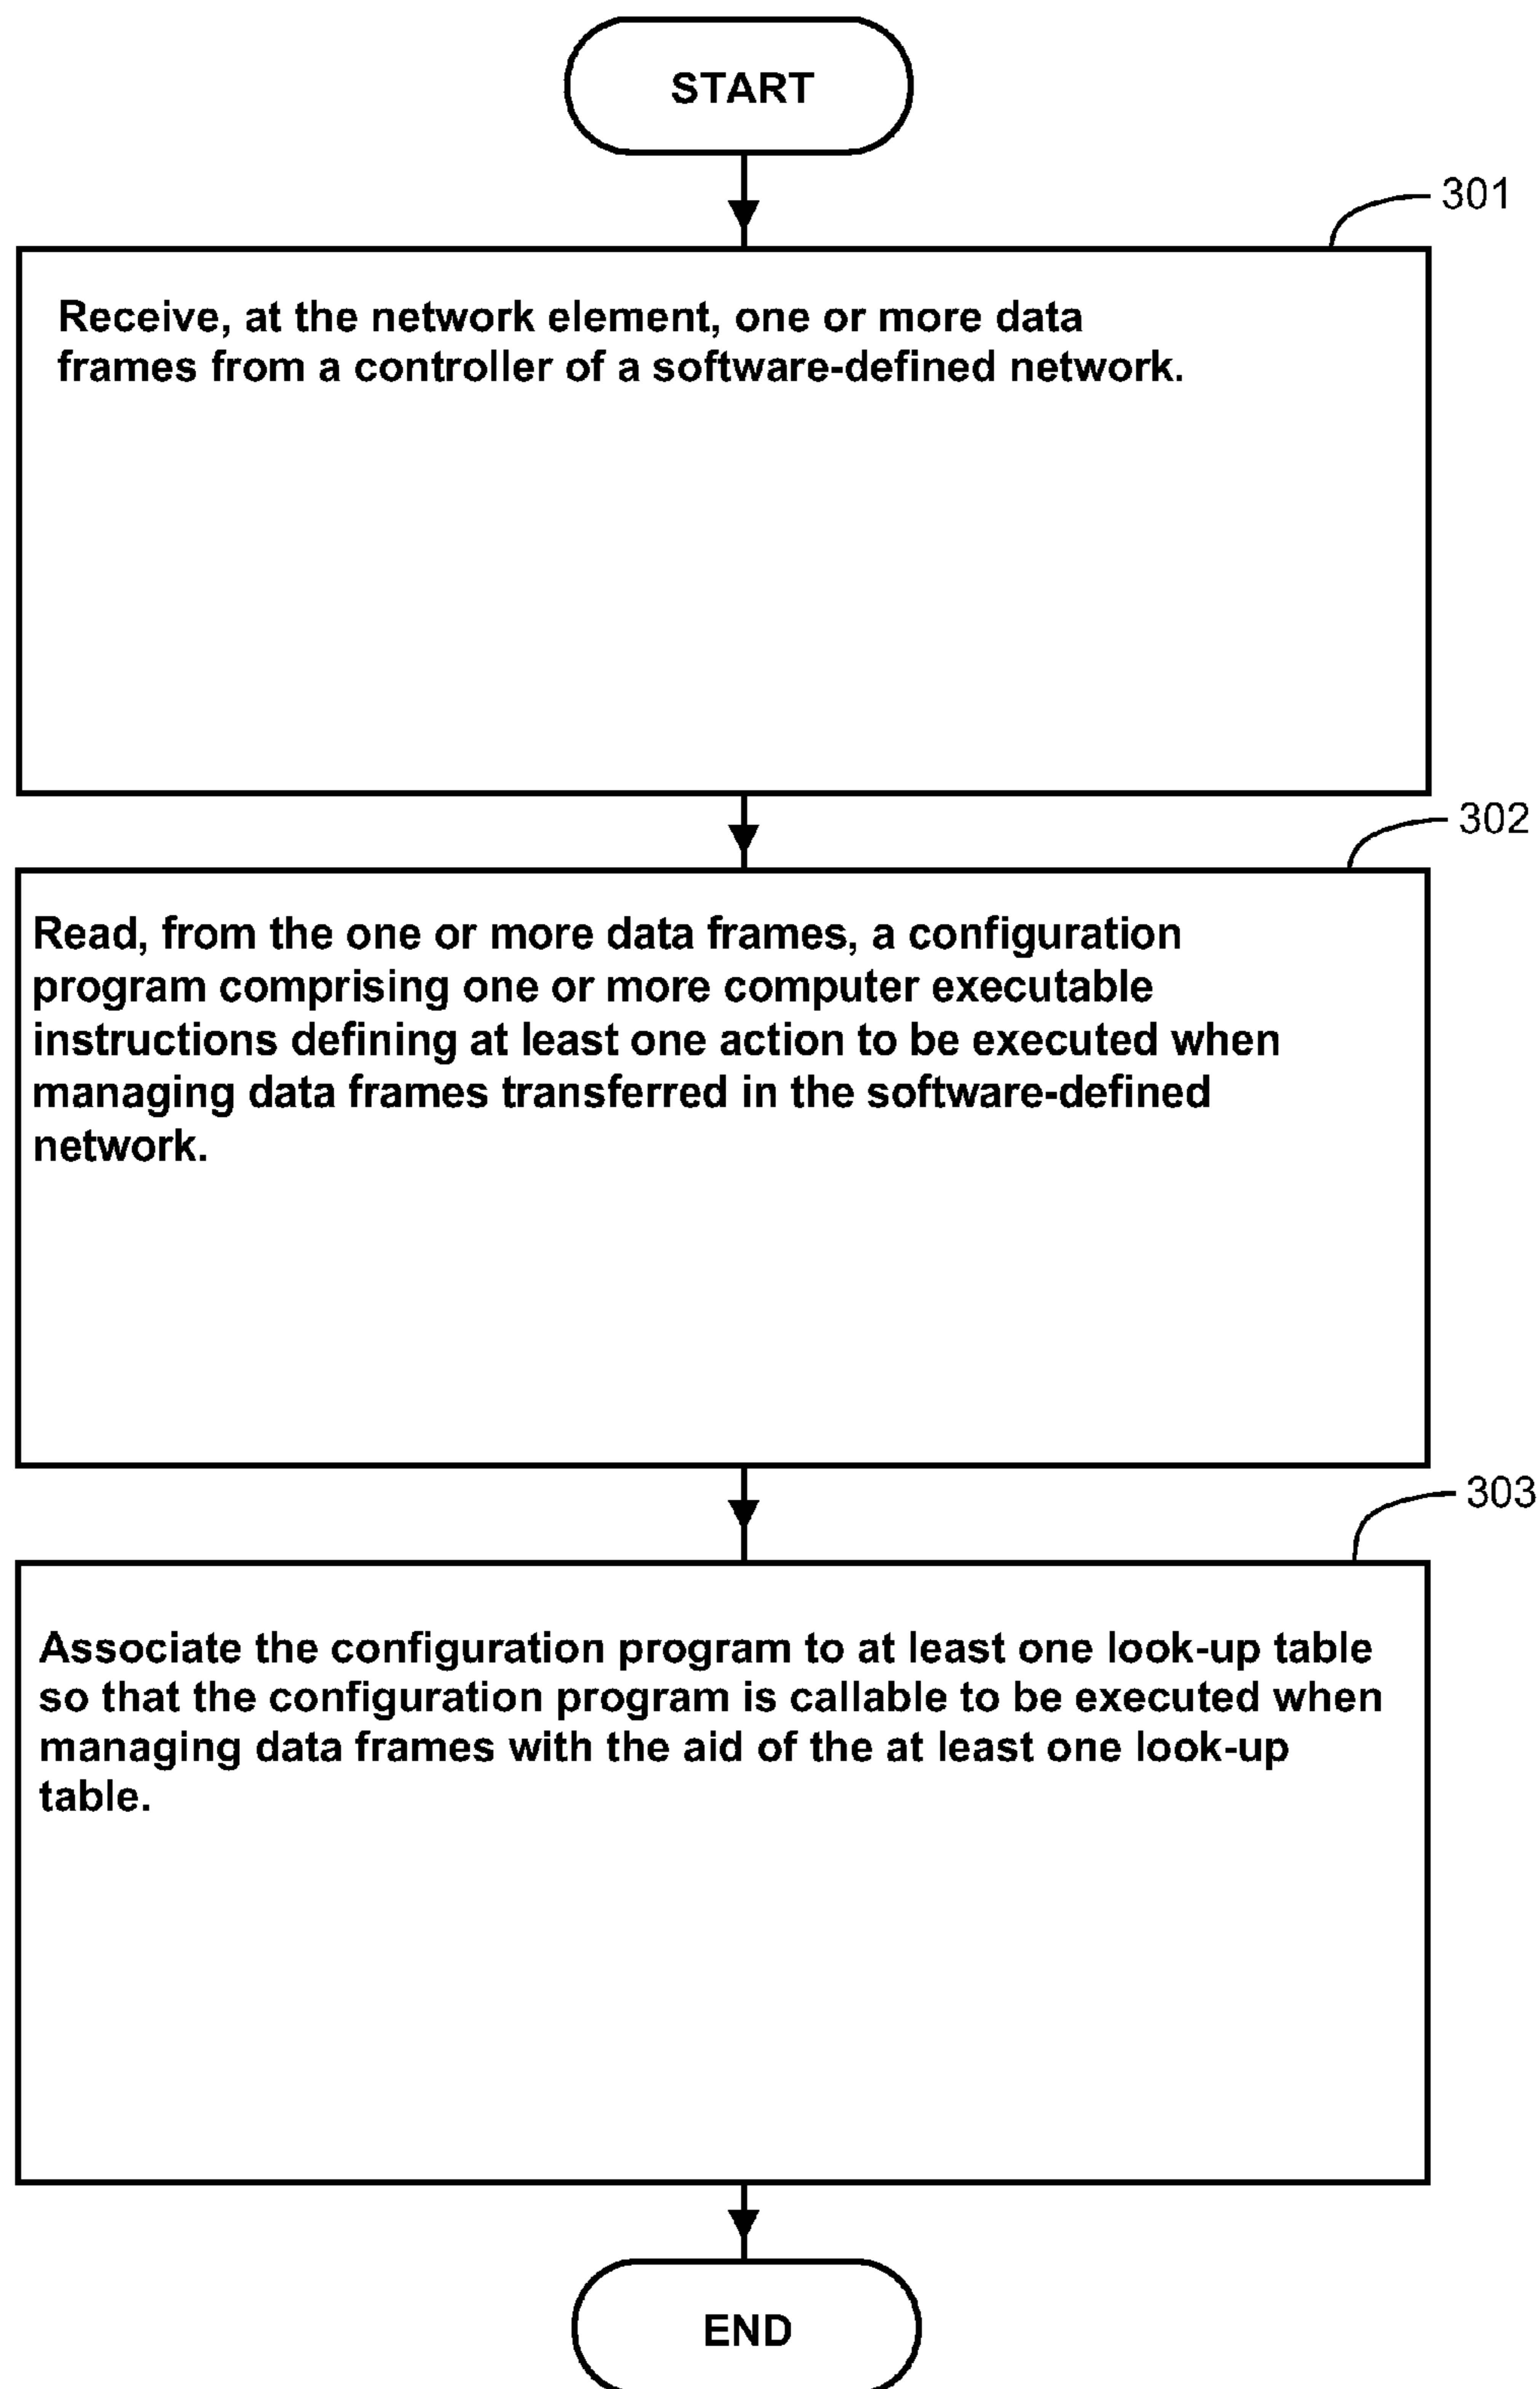 START
301
Receive, at the network element, one or more data
frames from a controller of a software-defined network.
302
Read, from the one or more data frames, a configuration
program comprising one or more computer executable
instructions defining at least one action to be executed when
managing data frames transferred in the software-defined
network.
303
Associate the configuration program to at least one look-up table
so that the configuration program is callable to be executed when
managing data frames with the aid of the at least one look-up
table.
END